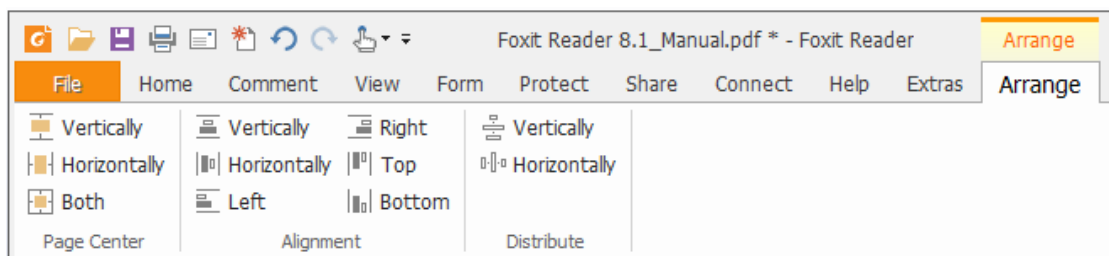 Foxit Reader 8.1_Manual.pdf * - Foxit Reader Arrange
File Home Comment View Form Protect Share Connect Help Extras Arrange
Vertically Vertically Right Vertically
Horizontally Horizontally Top Horizontally
Both Left Bottom
Page Center Alignment Distribute